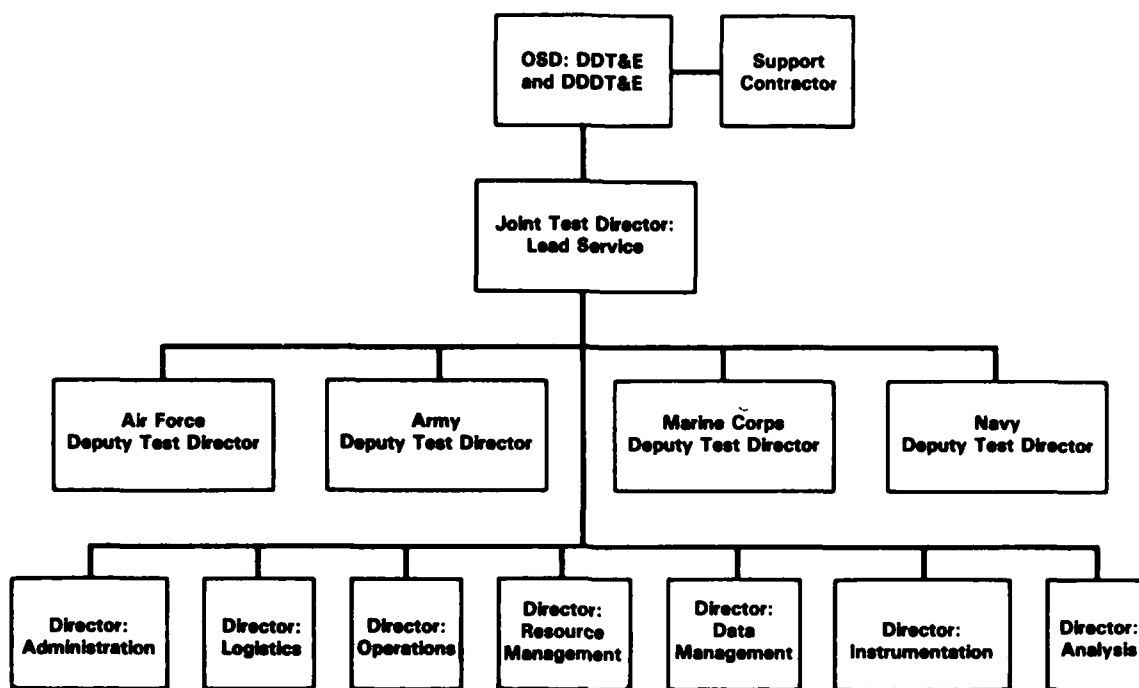 OSD: DDT&E
and DDDT&E
Support
Contractor
Joint Test Director:
Lead Service
Air Force
Deputy Test Director
Army
Deputy Test Director
Marine Corps
Deputy Test Director
Navy
Deputy Test Director
Director:
Administration
Director:
Logistics
Director:
Operations
Director:
Resource
Management
Director:
Data
Management
Director:
Instrumentation
Director:
Analysis